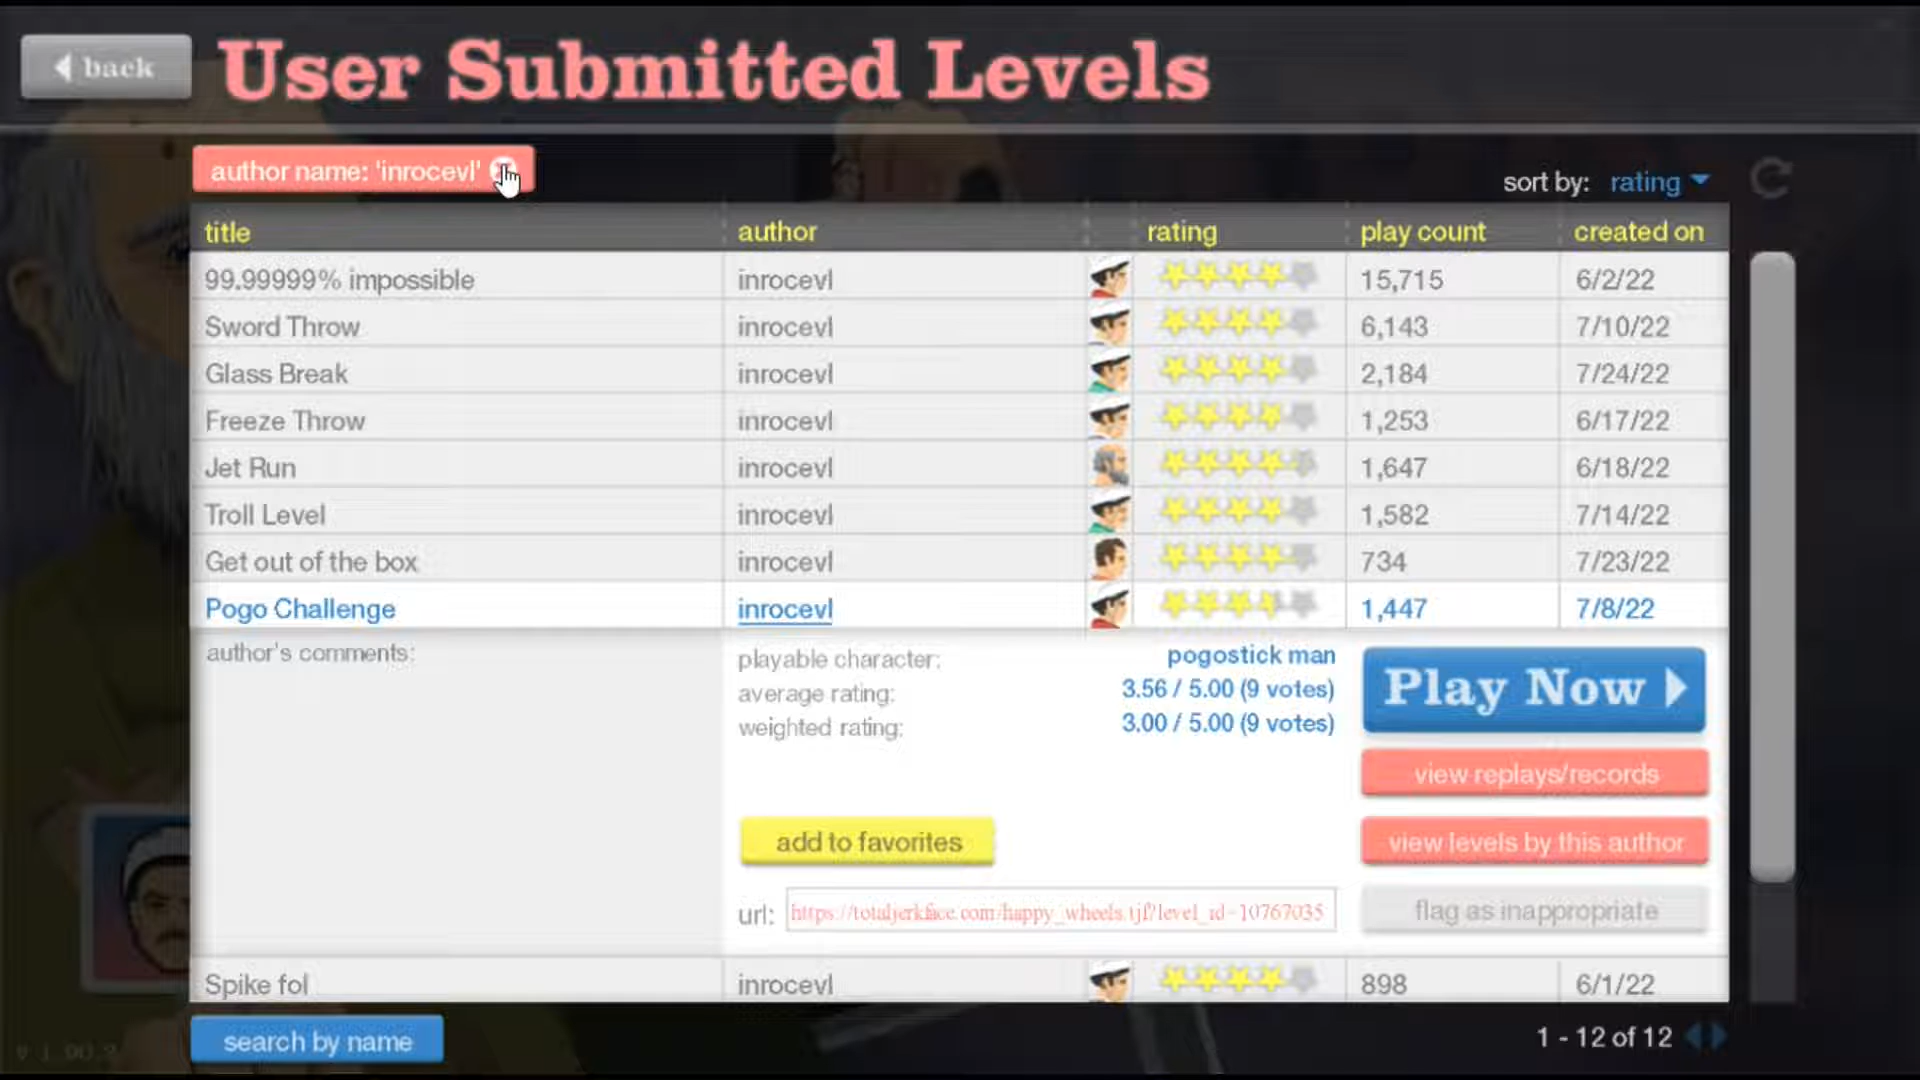 back
User Submitted Levels
author name: 'inrocevl'
sort by: rating
title author rating play count created on
99.99999% impossible inrocevl 15,715 6/2/22
Sword Throw inrocevl 6,143 7/10/22
Glass Break inrocevl 2,184 7/24/22
Freeze Throw inrocevl 1,253 6/17/22
Jet Run inrocevl 1,647 6/18/22
Troll Level inrocevl 1,582 7/14/22
Get out of the box inrocevl 734 7/23/22
Pogo Challenge inrocevl 1,447 7/8/22
author's comments:
playable character: pogostick man
average rating: 3.56 / 5.00 (9 votes)
weighted rating: 3.00 / 5.00 (9 votes)
Play Now
view replays/records
add to favorites
view levels by this author
url: https://totaljerkface.com/happy_wheels.tjf?level_id=10767035
flag as inappropriate
Spike fol inrocevl 898 6/1/22
search by name
1 - 12 of 12